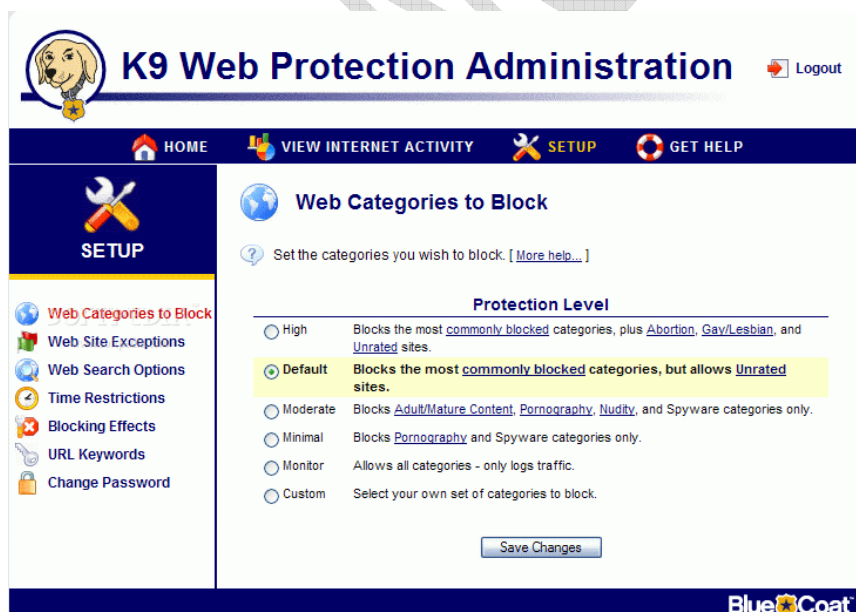 K9 Web Protection Administration
Logout
HOME
VIEW INTERNET ACTIVITY
SETUP
GET HELP
SETUP
Web Categories to Block
Web Site Exceptions
Web Search Options
Time Restrictions
Blocking Effects
URL Keywords
Change Password
Web Categories to Block
Set the categories you wish to block. [ More help... ]
Protection Level
High
Blocks the most commonly blocked categories, plus Abortion, Gay/Lesbian, and
Unrated sites.
Default
Blocks the most commonly blocked categories, but allows Unrated
sites.
Moderate
Blocks Adult/Mature Content, Pornography, Nudity, and Spyware categories only.
Minimal
Blocks Pornography and Spyware categories only.
Monitor
Allows all categories - only logs traffic.
Custom
Select your own set of categories to block.
Save Changes
Blue Coat